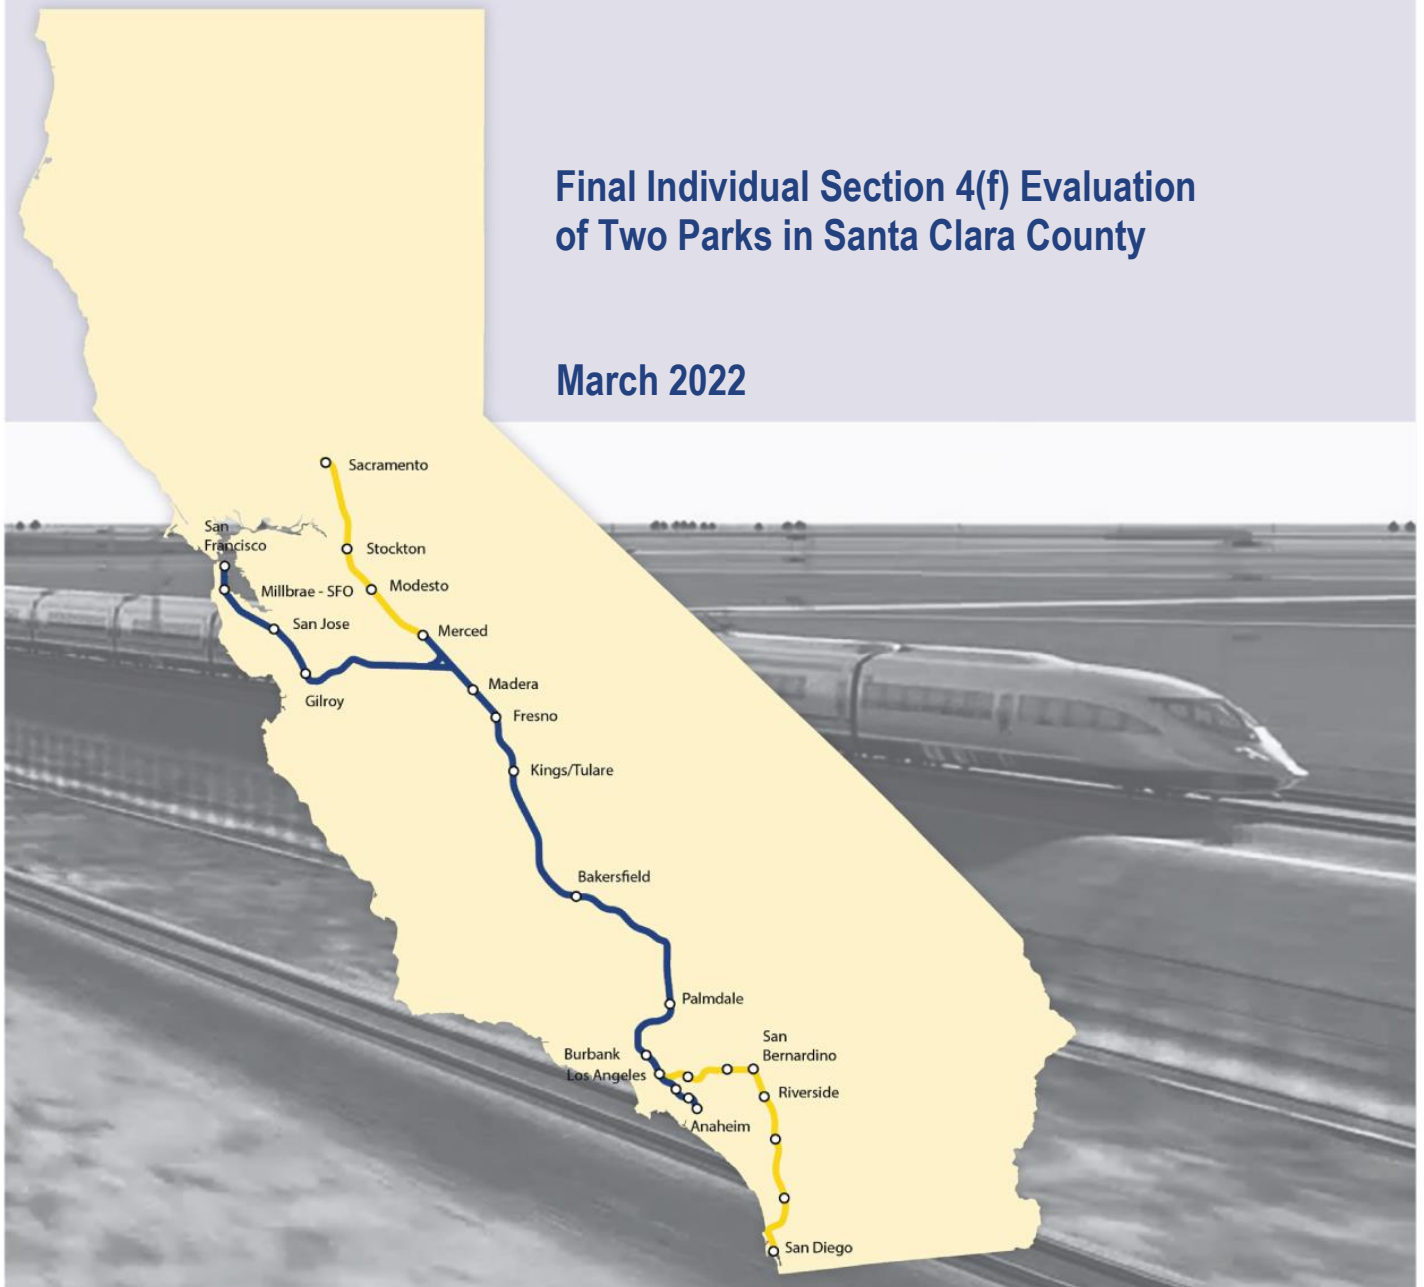 Final Individual Section 4(f) Evaluation
of Two Parks in Santa Clara County
March 2022
Sacramento
San
Francisco
Stockton
Modesto
Millbrae - SFO
San Jose
Merced
Gilroy
Madera
Fresno
Kings/Tulare
Bakersfield
Palmdale
San
Bernardino
Burbank
Los Angeles
Riverside
Anaheim
San Diego